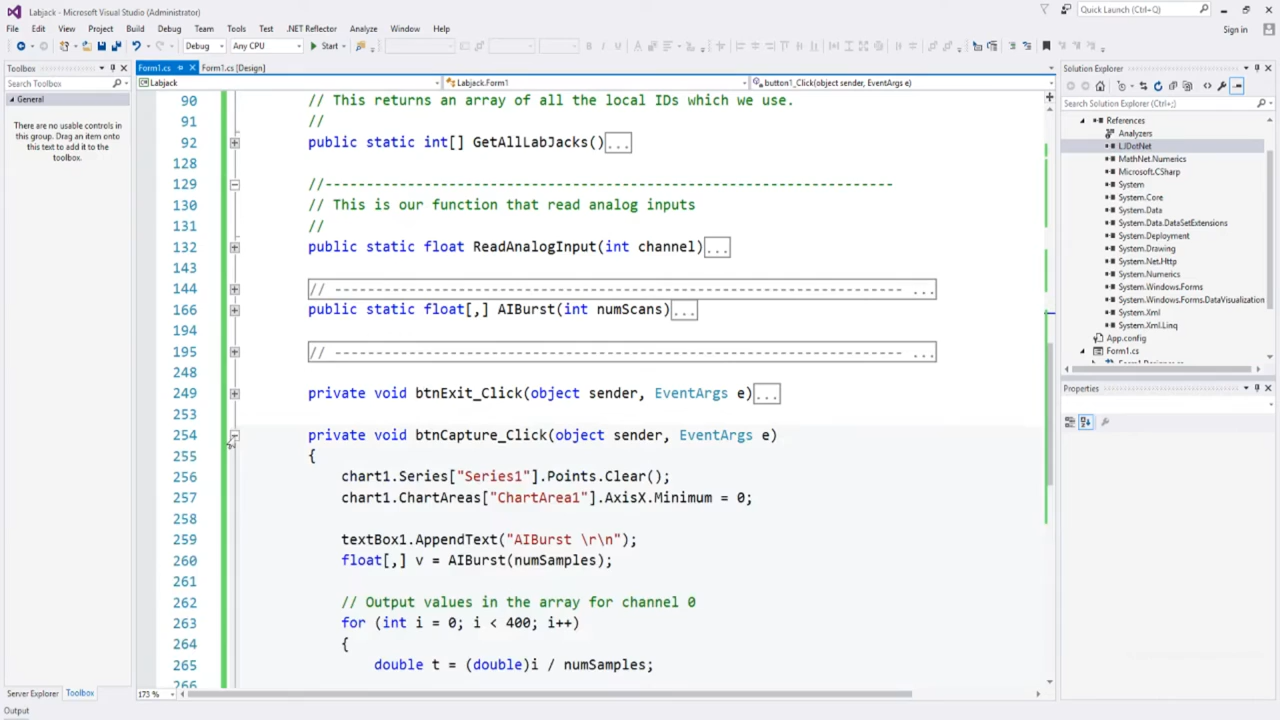 Labjack - Microsoft Visual Studio (Administrator)
Quick Launch (Ctrl+Q)
File Edit View Project Build Debug Team Tools Test .NET Reflector Analyze Window Help
Sign in
Debug Any CPU Start
Toolbox
Form1.cs Form1.cs [Design]
Solution Explorer
Search Toolbox
Labjack Labjack.Form1 button1_Click(object sender, EventArgs e)
General
There are no usable controls in
this group. Drag an item onto
this text to add it to the
toolbox.
90 // This returns an array of all the local IDs which we use.
91 //
92 public static int[] GetAllLabJacks()...
128
129 //---------------------------------------------------------------------
130 // This is our function that read analog inputs
131 //
132 public static float ReadAnalogInput(int channel)...
143
144 // --------------------------------------------------------------------- ...
166 public static float[,] AIBurst(int numScans)...
194
195 // --------------------------------------------------------------------- ...
248
249 private void btnExit_Click(object sender, EventArgs e)...
253
254 private void btnCapture_Click(object sender, EventArgs e)
255 {
256 chart1.Series["Series1"].Points.Clear();
257 chart1.ChartAreas["ChartArea1"].AxisX.Minimum = 0;
258
259 textBox1.AppendText("AIBurst \r\n");
260 float[,] v = AIBurst(numSamples);
261
262 // Output values in the array for channel 0
263 for (int i = 0; i < 400; i++)
264 {
265 double t = (double)i / numSamples;
266
173 %
Search Solution Explorer (Ctrl+;)
References
Analyzers
LJDotNet
MathNet.Numerics
Microsoft.CSharp
System
System.Core
System.Data
System.Data.DataSetExtensions
System.Deployment
System.Drawing
System.Net.Http
System.Numerics
System.Windows.Forms
System.Windows.Forms.DataVisualization
System.Xml
System.Xml.Linq
App.config
Form1.cs
Form1.Designer.cs
Properties
Server Explorer Toolbox
Output